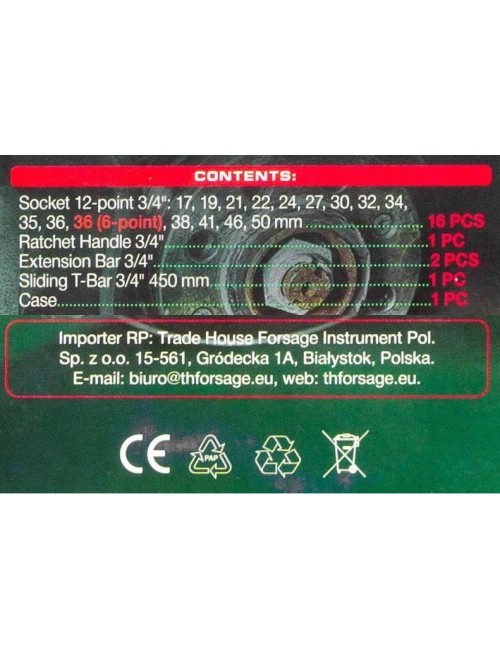 CONTENTS:
Socket 12-point 3/4": 17, 19, 21, 22, 24, 27, 30, 32, 34,
35, 36, 36 (6-point), 38, 41, 46, 50 mm 16 PCS
Ratchet Handle 3/4" 1 PC
Extension Bar 3/4" 2 PCS
Sliding T-Bar 3/4" 450 mm 1 PC
Case 1 PC
Importer RP: Trade House Forsage Instrument Pol.
Sp. z o.o. 15-561, Gródecka 1A, Białystok, Polska.
E-mail: biuro@thforsage.eu, web: thforsage.eu.
CE PAP